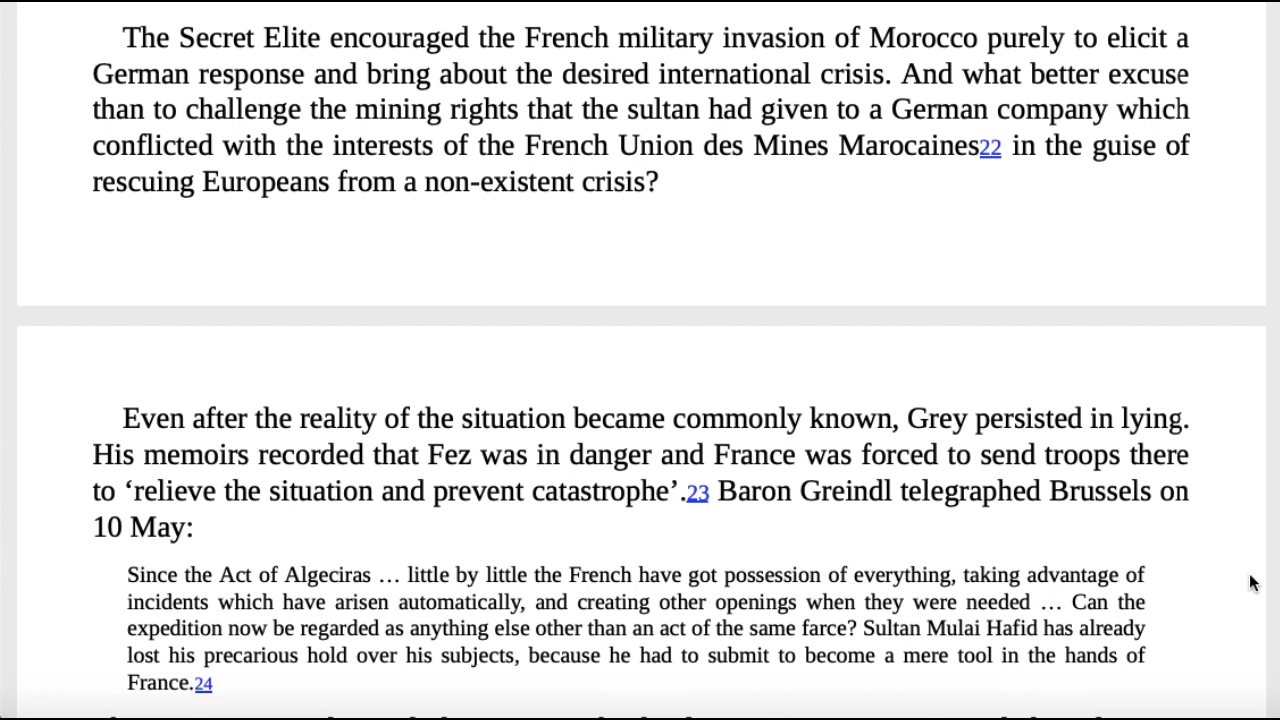 The Secret Elite encouraged the French military invasion of Morocco purely to elicit a
German response and bring about the desired international crisis. And what better excuse
than to challenge the mining rights that the sultan had given to a German company which
conflicted with the interests of the French Union des Mines Marocaines22 in the guise of
rescuing Europeans from a non-existent crisis?
Even after the reality of the situation became commonly known, Grey persisted in lying.
His memoirs recorded that Fez was in danger and France was forced to send troops there
to ‘relieve the situation and prevent catastrophe’.23 Baron Greindl telegraphed Brussels on
10 May:
Since the Act of Algeciras … little by little the French have got possession of everything, taking advantage of
incidents which have arisen automatically, and creating other openings when they were needed … Can the
expedition now be regarded as anything else other than an act of the same farce? Sultan Mulai Hafid has already
lost his precarious hold over his subjects, because he had to submit to become a mere tool in the hands of
France.24